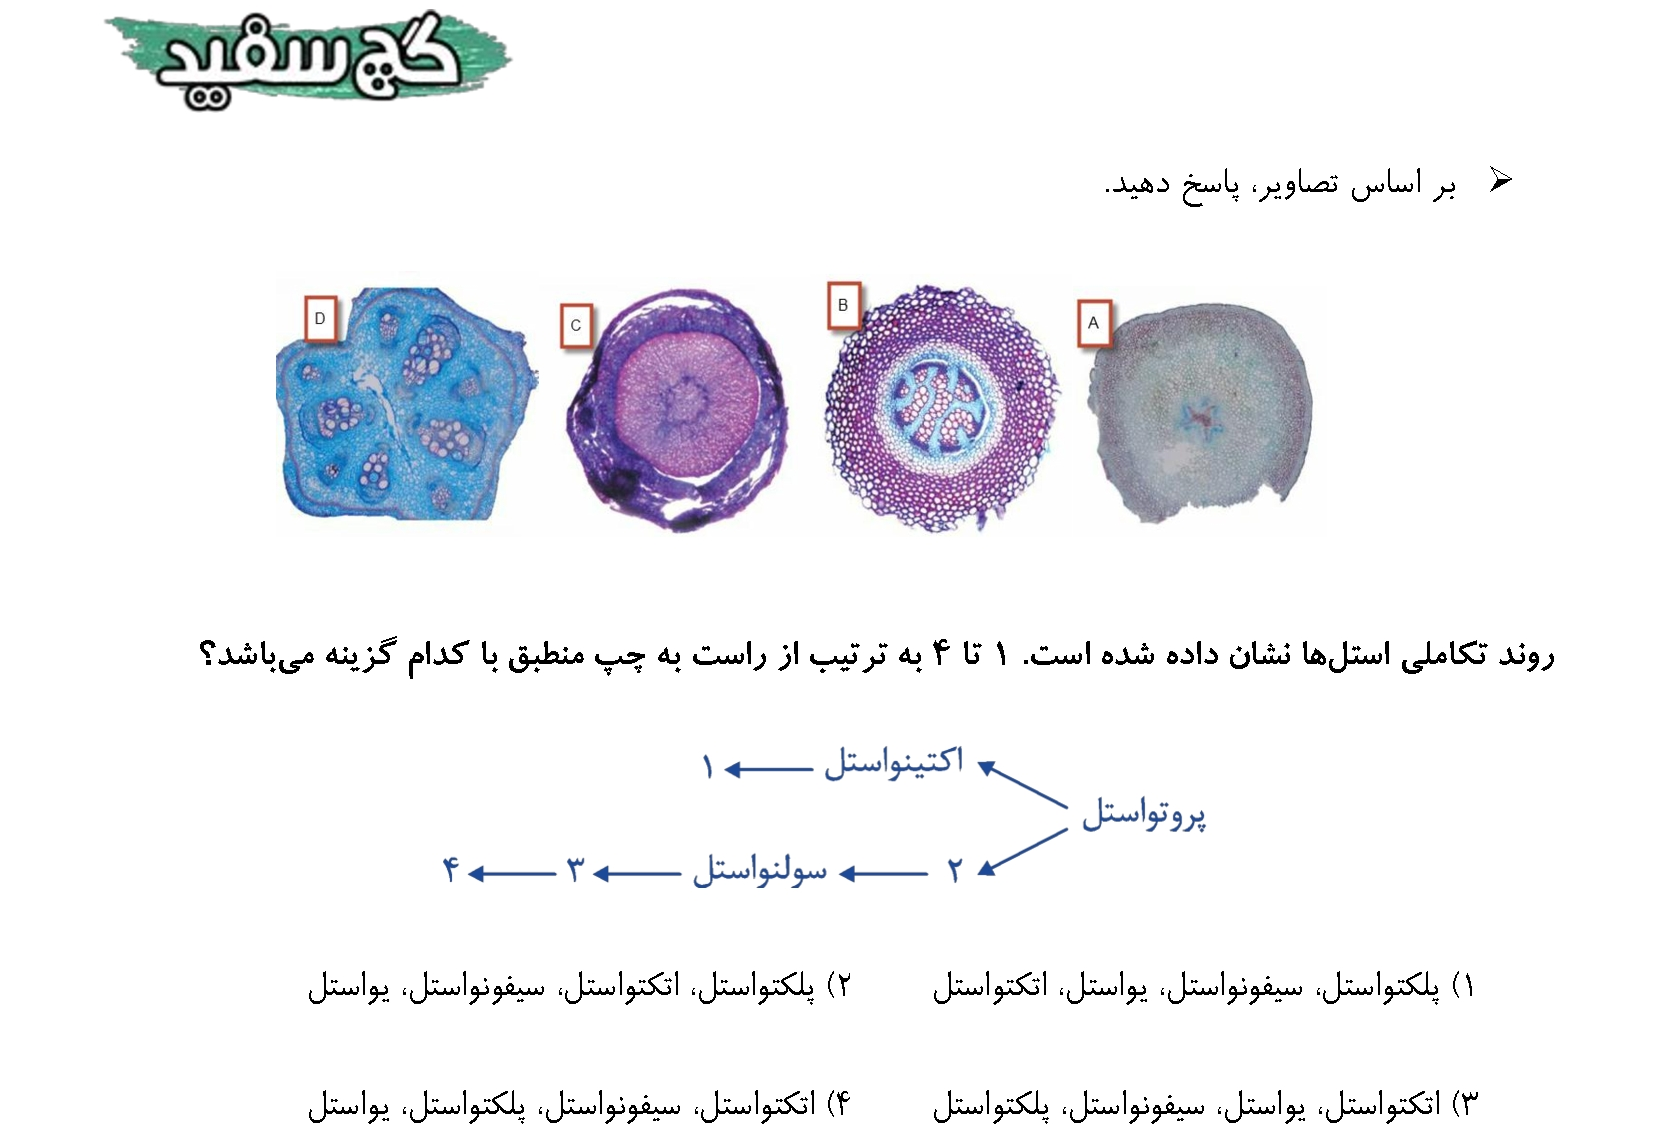 گچ سفید
بر اساس تصاویر، پاسخ دهید.
D C B A
روند تکاملی استل‌ها نشان داده شده است. ۱ تا ۴ به ترتیب از راست به چپ منطبق با کدام گزینه می‌باشد؟
اکتینواستل ۱
پروتواستل
۲ سولنواستل ۳ ۴
۱) پلکتواستل، سیفونواستل، یواستل، اتکتواستل ۲) پلکتواستل، اتکتواستل، سیفونواستل، یواستل
۳) اتکتواستل، یواستل، سیفونواستل، پلکتواستل ۴) اتکتواستل، سیفونواستل، پلکتواستل، یواستل